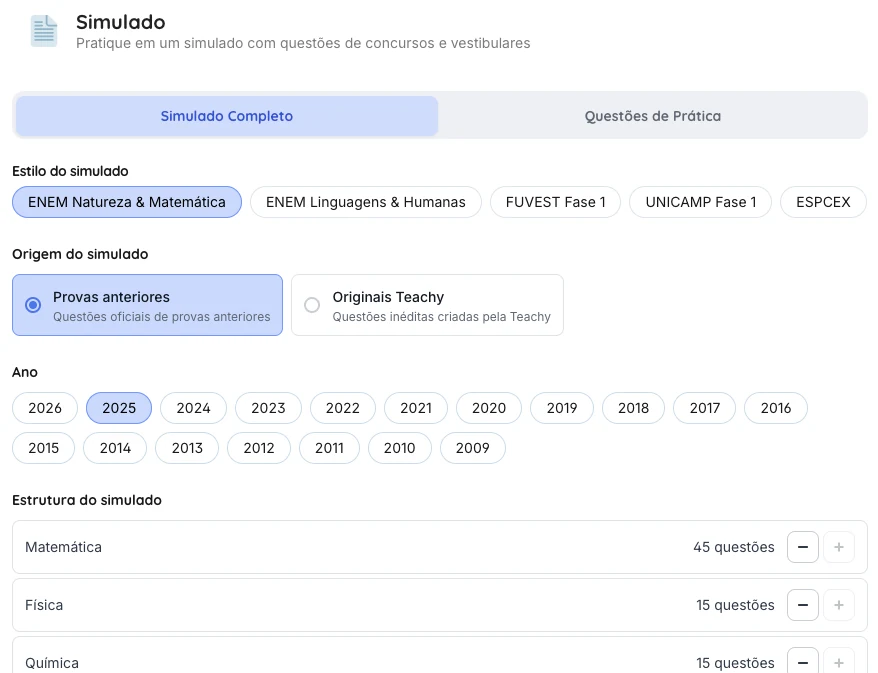 Simulado
Pratique em um simulado com questões de concursos e vestibulares
Simulado Completo
Questões de Prática
Estilo do simulado
ENEM Natureza & Matemática
ENEM Linguagens & Humanas
FUVEST Fase 1
UNICAMP Fase 1
ESPCEX
Origem do simulado
Provas anteriores
Questões oficiais de provas anteriores
Originais Teachy
Questões inéditas criadas pela Teachy
Ano
2026 2025 2024 2023 2022 2021 2020 2019 2018 2017 2016
2015 2014 2013 2012 2011 2010 2009
Estrutura do simulado
Matemática 45 questões − +
Física 15 questões − +
Química 15 questões − +